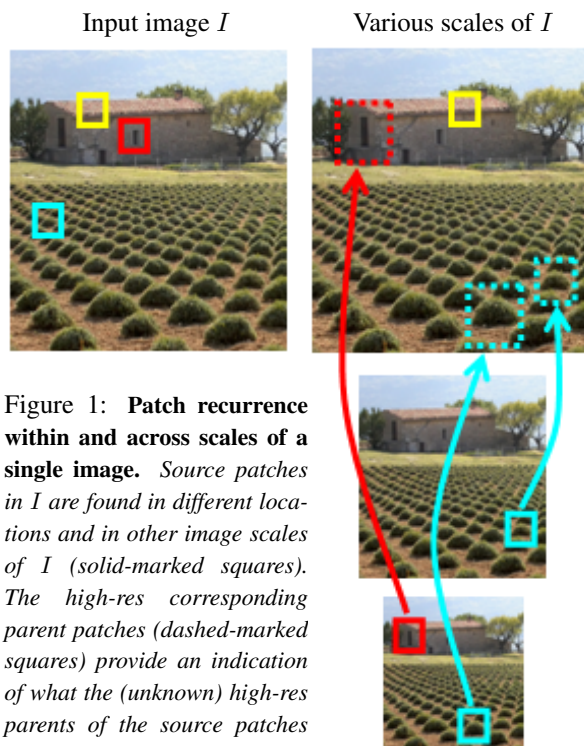 Input image I
Various scales of I
Figure 1: Patch recurrence
within and across scales of a
single image. Source patches
in I are found in different loca-
tions and in other image scales
of I (solid-marked squares).
The high-res corresponding
parent patches (dashed-marked
squares) provide an indication
of what the (unknown) high-res
parents of the source patches